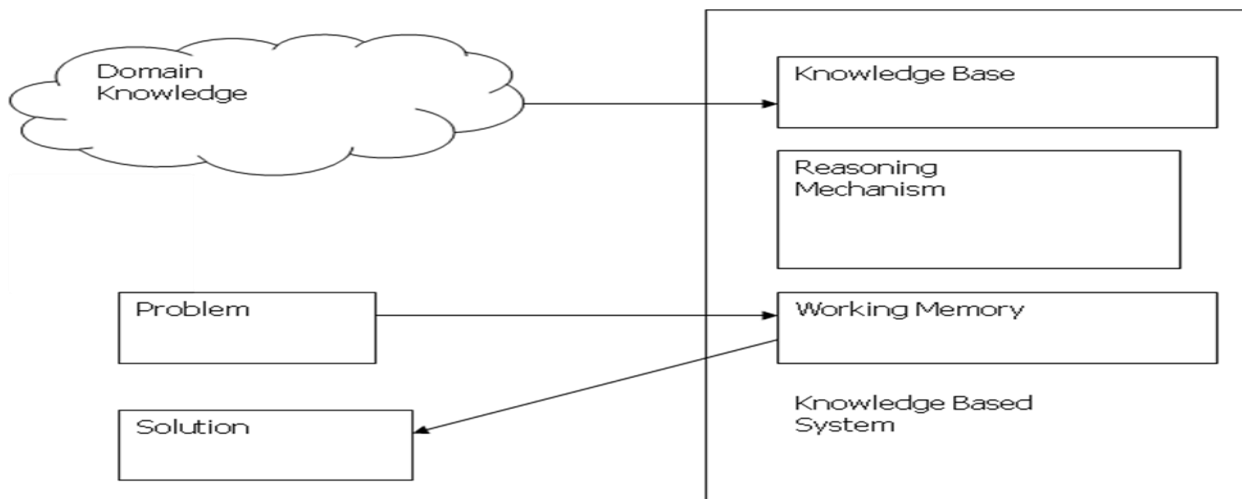 Domain
Knowledge
Knowledge Base
Reasoning
Mechanism
Problem
Working Memory
Solution
Knowledge Based
System